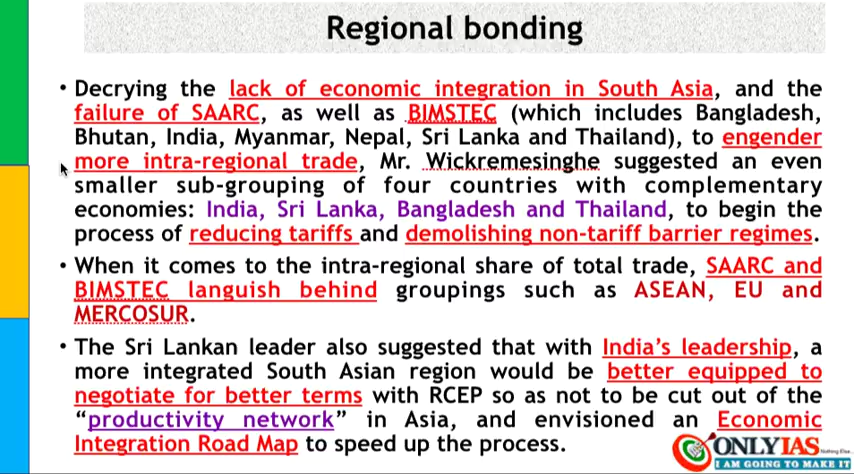 Regional bonding
• Decrying the lack of economic integration in South Asia, and the
failure of SAARC, as well as BIMSTEC (which includes Bangladesh,
Bhutan, India, Myanmar, Nepal, Sri Lanka and Thailand), to engender
more intra-regional trade, Mr. Wickremesinghe suggested an even
smaller sub-grouping of four countries with complementary
economies: India, Sri Lanka, Bangladesh and Thailand, to begin the
process of reducing tariffs and demolishing non-tariff barrier regimes.
• When it comes to the intra-regional share of total trade, SAARC and
BIMSTEC languish behind groupings such as ASEAN, EU and
MERCOSUR.
• The Sri Lankan leader also suggested that with India’s leadership, a
more integrated South Asian region would be better equipped to
negotiate for better terms with RCEP so as not to be cut out of the
“productivity network” in Asia, and envisioned an Economic
Integration Road Map to speed up the process.
ONLYIAS Nothing Else..
I AM GOING TO MAKE IT